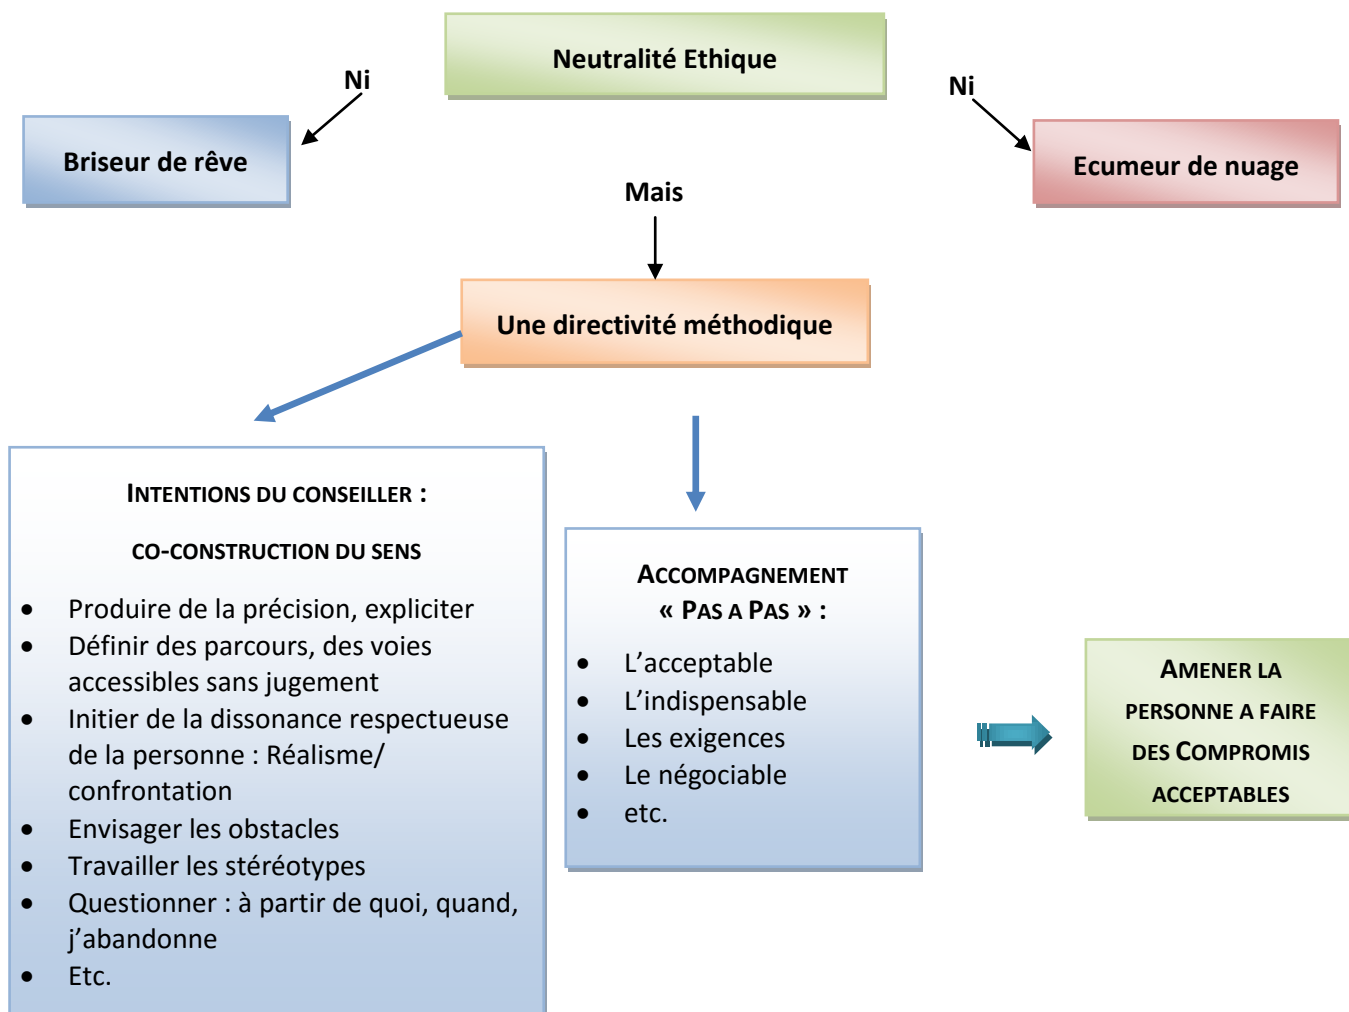 Neutralité Ethique
Ni
Ni
Briseur de rêve
Ecumeur de nuage
Mais
Une directivité méthodique
INTENTIONS DU CONSEILLER :
CO-CONSTRUCTION DU SENS
• Produire de la précision, expliciter
• Définir des parcours, des voies
accessibles sans jugement
• Initier de la dissonance respectueuse
de la personne : Réalisme/
confrontation
• Envisager les obstacles
• Travailler les stéréotypes
• Questionner : à partir de quoi, quand,
j’abandonne
• Etc.
ACCOMPAGNEMENT
« PAS A PAS » :
• L’acceptable
• L’indispensable
• Les exigences
• Le négociable
• etc.
AMENER LA
PERSONNE A FAIRE
DES COMPROMIS
ACCEPTABLES